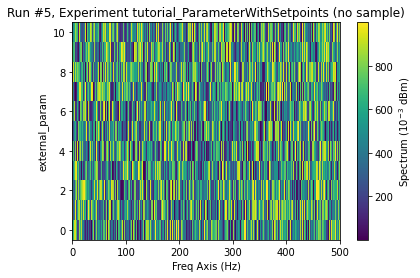 Run #5, Experiment tutorial_ParameterWithSetpoints (no sample)
10
8
6
4
2
0
external_param
0 100 200 300 400 500
Freq Axis (Hz)
800
600
400
200
Spectrum (10⁻³ dBm)